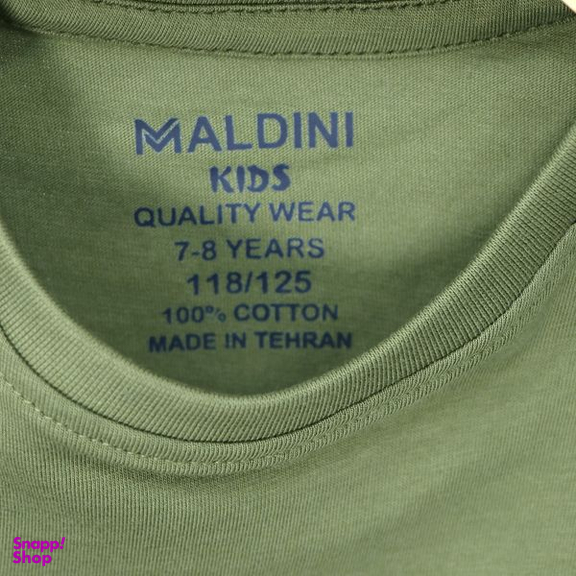 MALDINI
KIDS
QUALITY WEAR
7-8 YEARS
118/125
100% COTTON
MADE IN TEHRAN
Snapp!
Shop